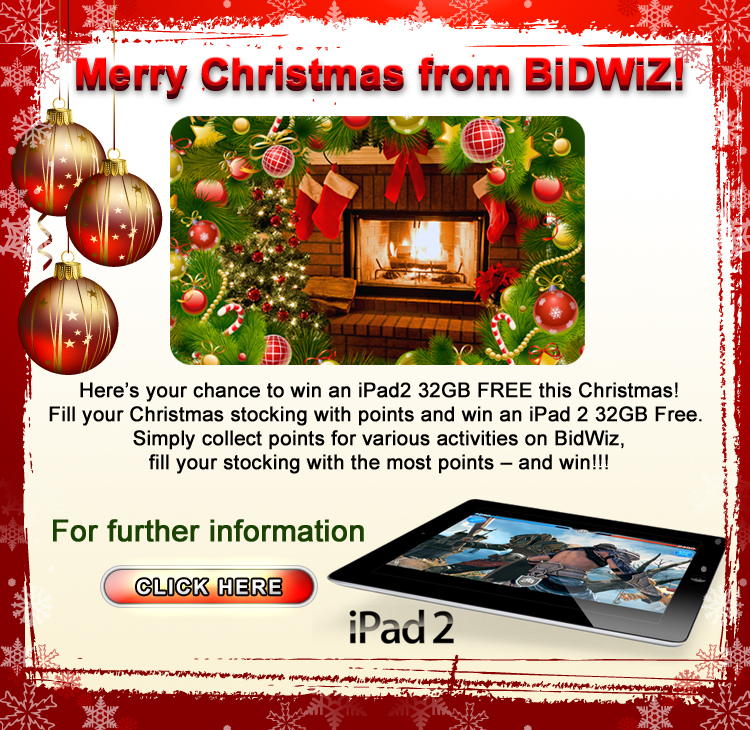 Merry Christmas from BiDWiZ!
Here's your chance to win an iPad2 32GB FREE this Christmas!
Fill your Christmas stocking with points and win an iPad 2 32GB Free.
Simply collect points for various activities on BidWiz,
fill your stocking with the most points – and win!!!
For further information
CLICK HERE
iPad 2